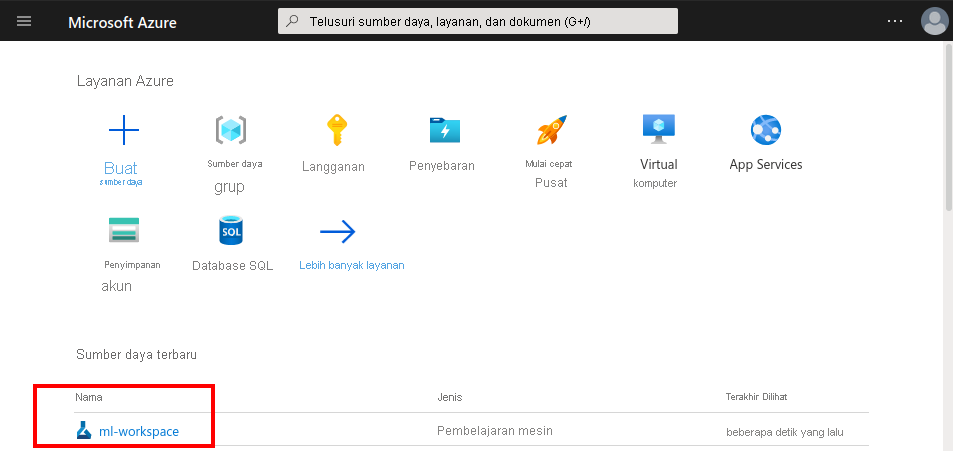 Microsoft Azure
Telusuri sumber daya, layanan, dan dokumen (G+/)
Layanan Azure
Buat
sumber daya
Sumber daya
grup
Langganan
Penyebaran
Mulai cepat
Pusat
Virtual
komputer
App Services
Penyimpanan
akun
SQL
Database SQL
Lebih banyak layanan
Sumber daya terbaru
Nama Jenis Terakhir Dilihat
ml-workspace Pembelajaran mesin beberapa detik yang lalu